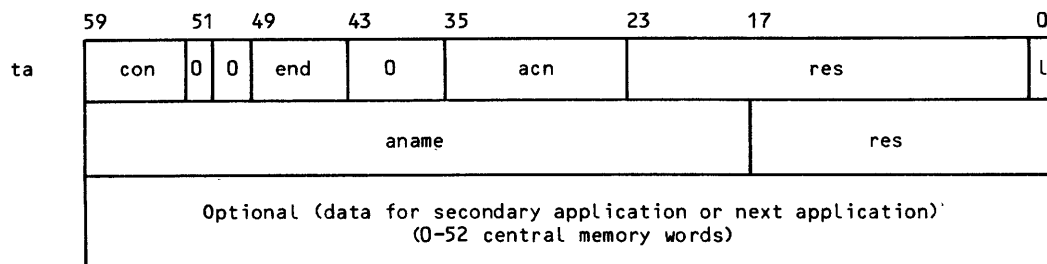 59 51 49 43 35 23 17 0
ta con 0 0 end 0 acn res l
aname res
Optional (data for secondary application or next application)
(0-52 central memory words)